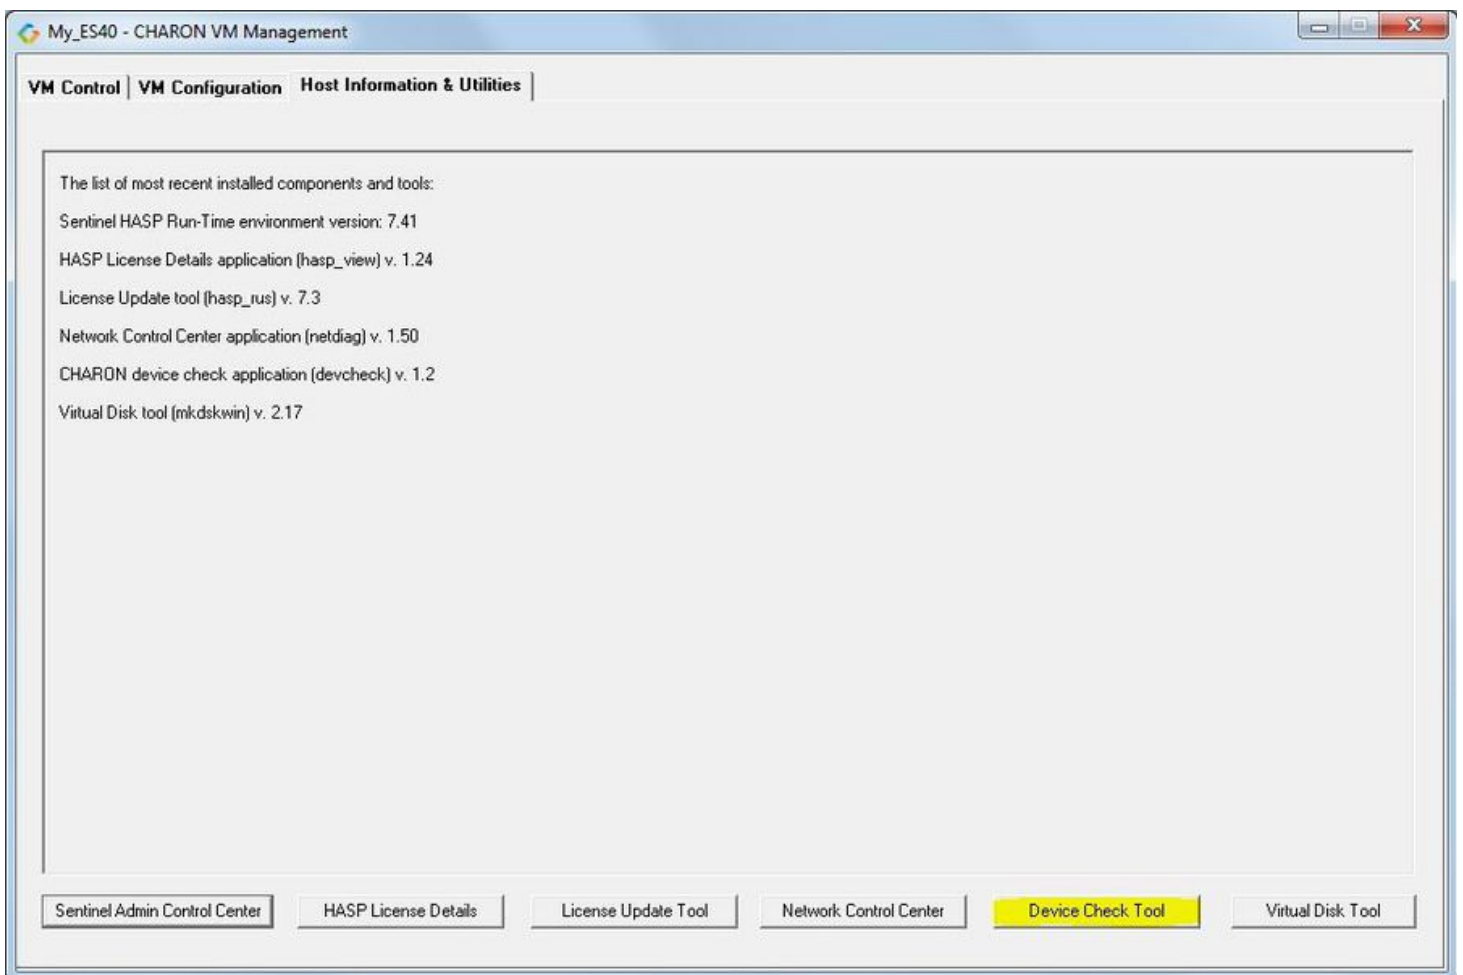 My_ES40 - CHARON VM Management
VM Control VM Configuration Host Information & Utilities
The list of most recent installed components and tools:
Sentinel HASP Run-Time environment version: 7.41
HASP License Details application (hasp_view) v. 1.24
License Update tool (hasp_rus) v. 7.3
Network Control Center application (netdiag) v. 1.50
CHARON device check application (devcheck) v. 1.2
Virtual Disk tool (mkdskwin) v. 2.17
Sentinel Admin Control Center HASP License Details License Update Tool Network Control Center Device Check Tool Virtual Disk Tool